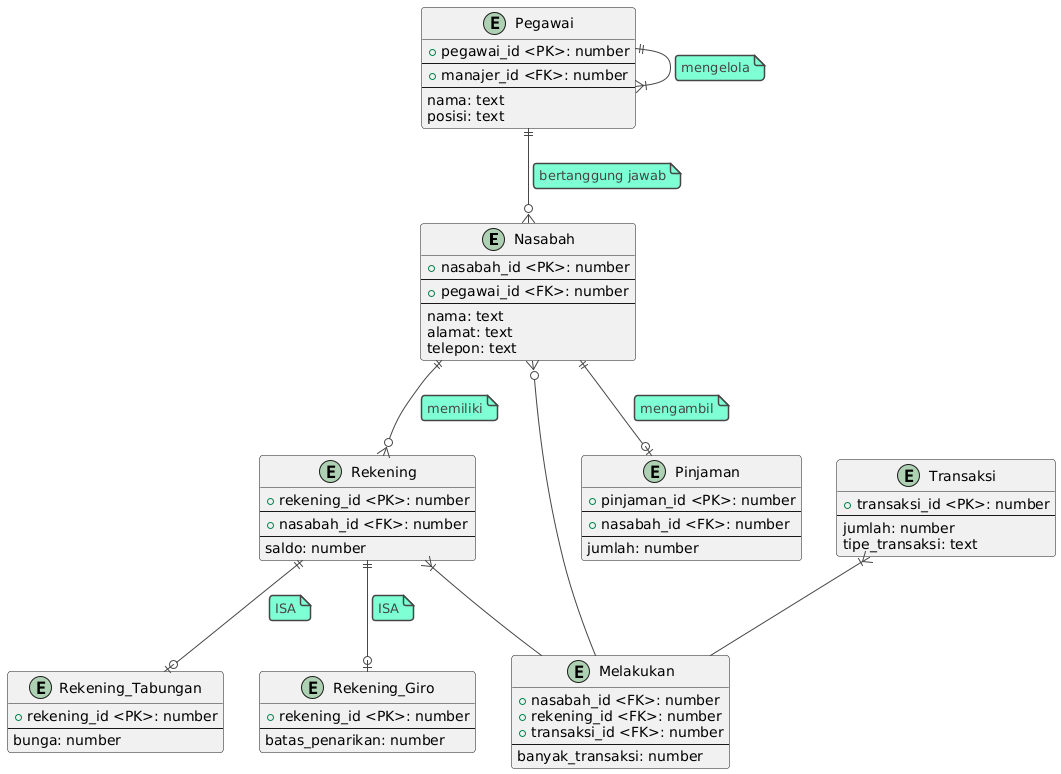 E Pegawai
pegawai_id <PK>: number
manajer_id <FK>: number
nama: text
posisi: text
mengelola
bertanggung jawab
E Nasabah
nasabah_id <PK>: number
pegawai_id <FK>: number
nama: text
alamat: text
telepon: text
memiliki
mengambil
E Rekening
rekening_id <PK>: number
nasabah_id <FK>: number
saldo: number
E Pinjaman
pinjaman_id <PK>: number
nasabah_id <FK>: number
jumlah: number
E Transaksi
transaksi_id <PK>: number
jumlah: number
tipe_transaksi: text
ISA
ISA
E Rekening_Tabungan
rekening_id <PK>: number
bunga: number
E Rekening_Giro
rekening_id <PK>: number
batas_penarikan: number
E Melakukan
nasabah_id <FK>: number
rekening_id <FK>: number
transaksi_id <FK>: number
banyak_transaksi: number